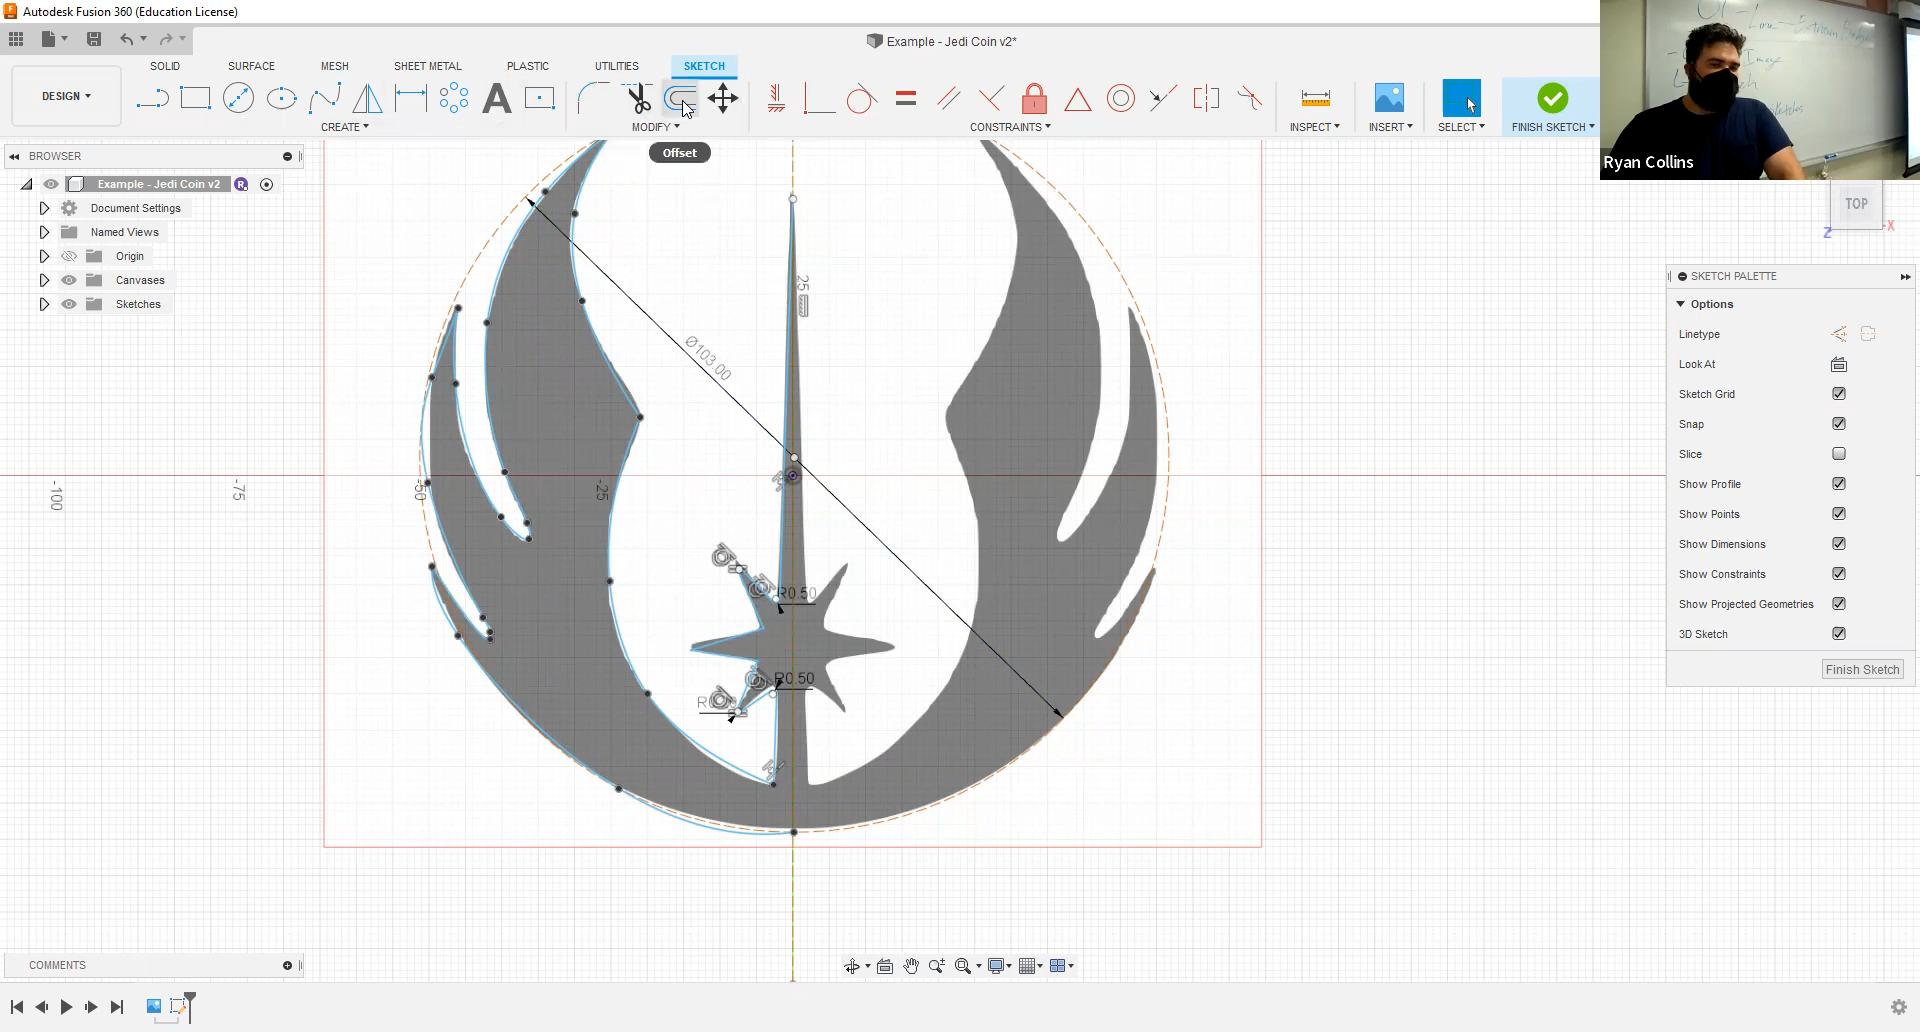 Autodesk Fusion 360 (Education License)
Example - Jedi Coin v2*
SOLID SURFACE MESH SHEET METAL PLASTIC UTILITIES SKETCH
DESIGN
CREATE MODIFY CONSTRAINTS INSPECT INSERT SELECT FINISH SKETCH
Offset
BROWSER
Example - Jedi Coin v2
R
Document Settings
Named Views
Origin
Canvases
Sketches
Image
Ryan Collins
TOP
Z
X
SKETCH PALETTE
Options
Linetype
Look At
Sketch Grid
Snap
Slice
Show Profile
Show Points
Show Dimensions
Show Constraints
Show Projected Geometries
3D Sketch
Finish Sketch
25
Ø103.00
-100
-75
-50
-25
R0.50
R0.50
COMMENTS